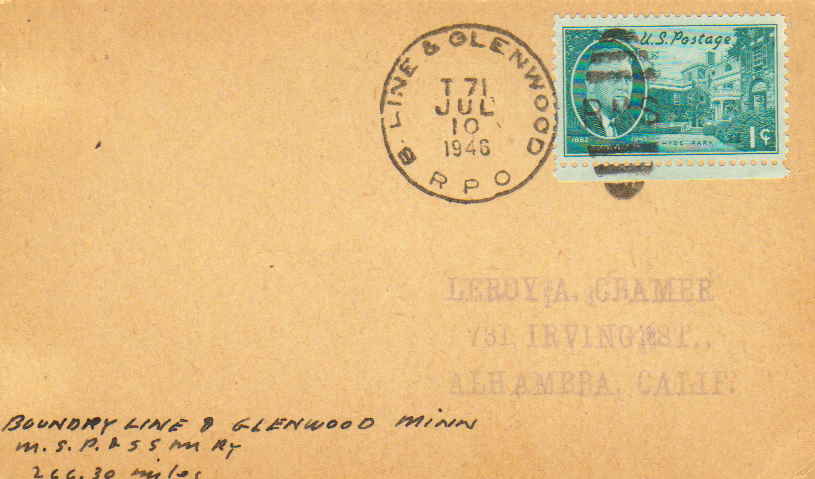 B. LINE & GLENWOOD
T 71
JUL
10
1946
R P O
U.S. Postage
HYDE PARK
1¢
LEROY A. CRAMER
731 IRVING ST.,
ALHAMBRA, CALIF.
BOUNDRY LINE & GLENWOOD MINN
M.S.P. & S S M Ry
266.30 miles